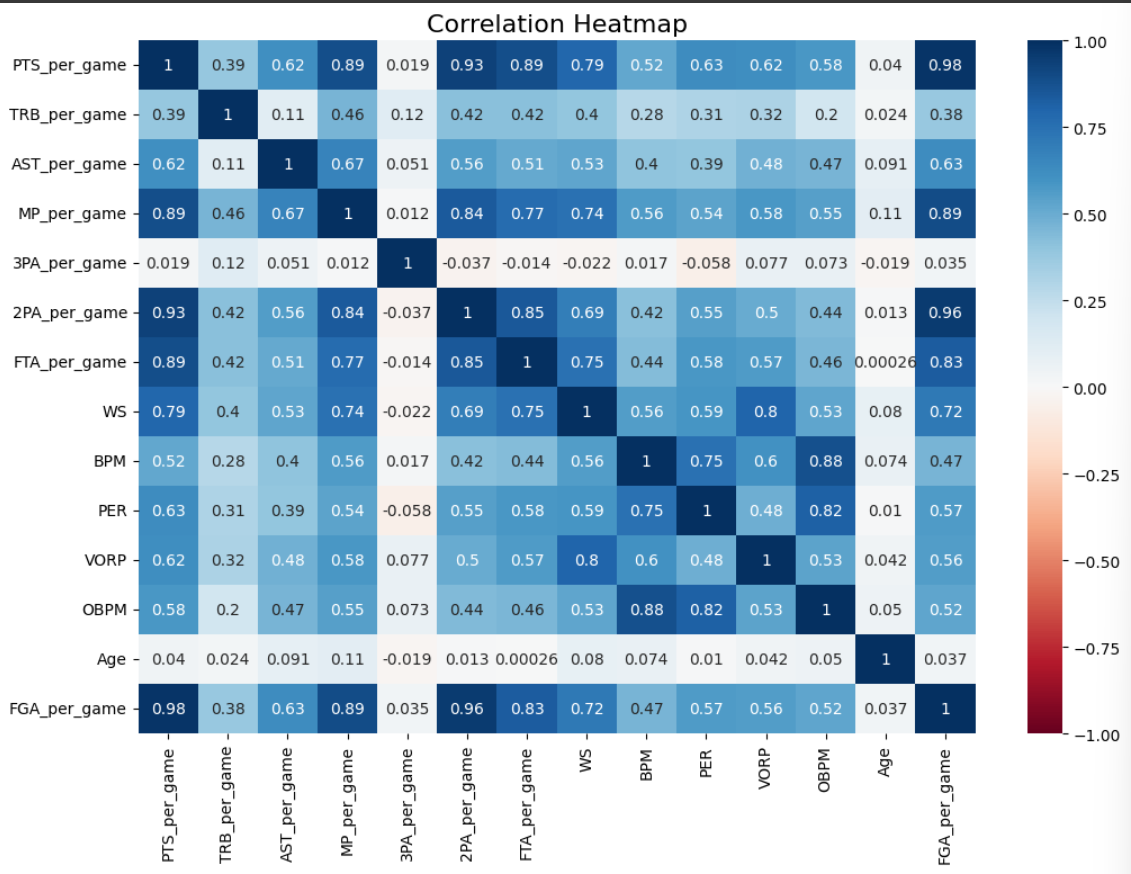 Correlation Heatmap
PTS_per_game 1 0.39 0.62 0.89 0.019 0.93 0.89 0.79 0.52 0.63 0.62 0.58 0.04 0.98
TRB_per_game 0.39 1 0.11 0.46 0.12 0.42 0.42 0.4 0.28 0.31 0.32 0.2 0.024 0.38
AST_per_game 0.62 0.11 1 0.67 0.051 0.56 0.51 0.53 0.4 0.39 0.48 0.47 0.091 0.63
MP_per_game 0.89 0.46 0.67 1 0.012 0.84 0.77 0.74 0.56 0.54 0.58 0.55 0.11 0.89
3PA_per_game 0.019 0.12 0.051 0.012 1 -0.037 -0.014 -0.022 0.017 -0.058 0.077 0.073 -0.019 0.035
2PA_per_game 0.93 0.42 0.56 0.84 -0.037 1 0.85 0.69 0.42 0.55 0.5 0.44 0.013 0.96
FTA_per_game 0.89 0.42 0.51 0.77 -0.014 0.85 1 0.75 0.44 0.58 0.57 0.46 0.00026 0.83
WS 0.79 0.4 0.53 0.74 -0.022 0.69 0.75 1 0.56 0.59 0.8 0.53 0.08 0.72
BPM 0.52 0.28 0.4 0.56 0.017 0.42 0.44 0.56 1 0.75 0.6 0.88 0.074 0.47
PER 0.63 0.31 0.39 0.54 -0.058 0.55 0.58 0.59 0.75 1 0.48 0.82 0.01 0.57
VORP 0.62 0.32 0.48 0.58 0.077 0.5 0.57 0.8 0.6 0.48 1 0.53 0.042 0.56
OBPM 0.58 0.2 0.47 0.55 0.073 0.44 0.46 0.53 0.88 0.82 0.53 1 0.05 0.52
Age 0.04 0.024 0.091 0.11 -0.019 0.013 0.00026 0.08 0.074 0.01 0.042 0.05 1 0.037
FGA_per_game 0.98 0.38 0.63 0.89 0.035 0.96 0.83 0.72 0.47 0.57 0.56 0.52 0.037 1
PTS_per_game
TRB_per_game
AST_per_game
MP_per_game
3PA_per_game
2PA_per_game
FTA_per_game
WS
BPM
PER
VORP
OBPM
Age
FGA_per_game
1.00
0.75
0.50
0.25
0.00
−0.25
−0.50
−0.75
−1.00